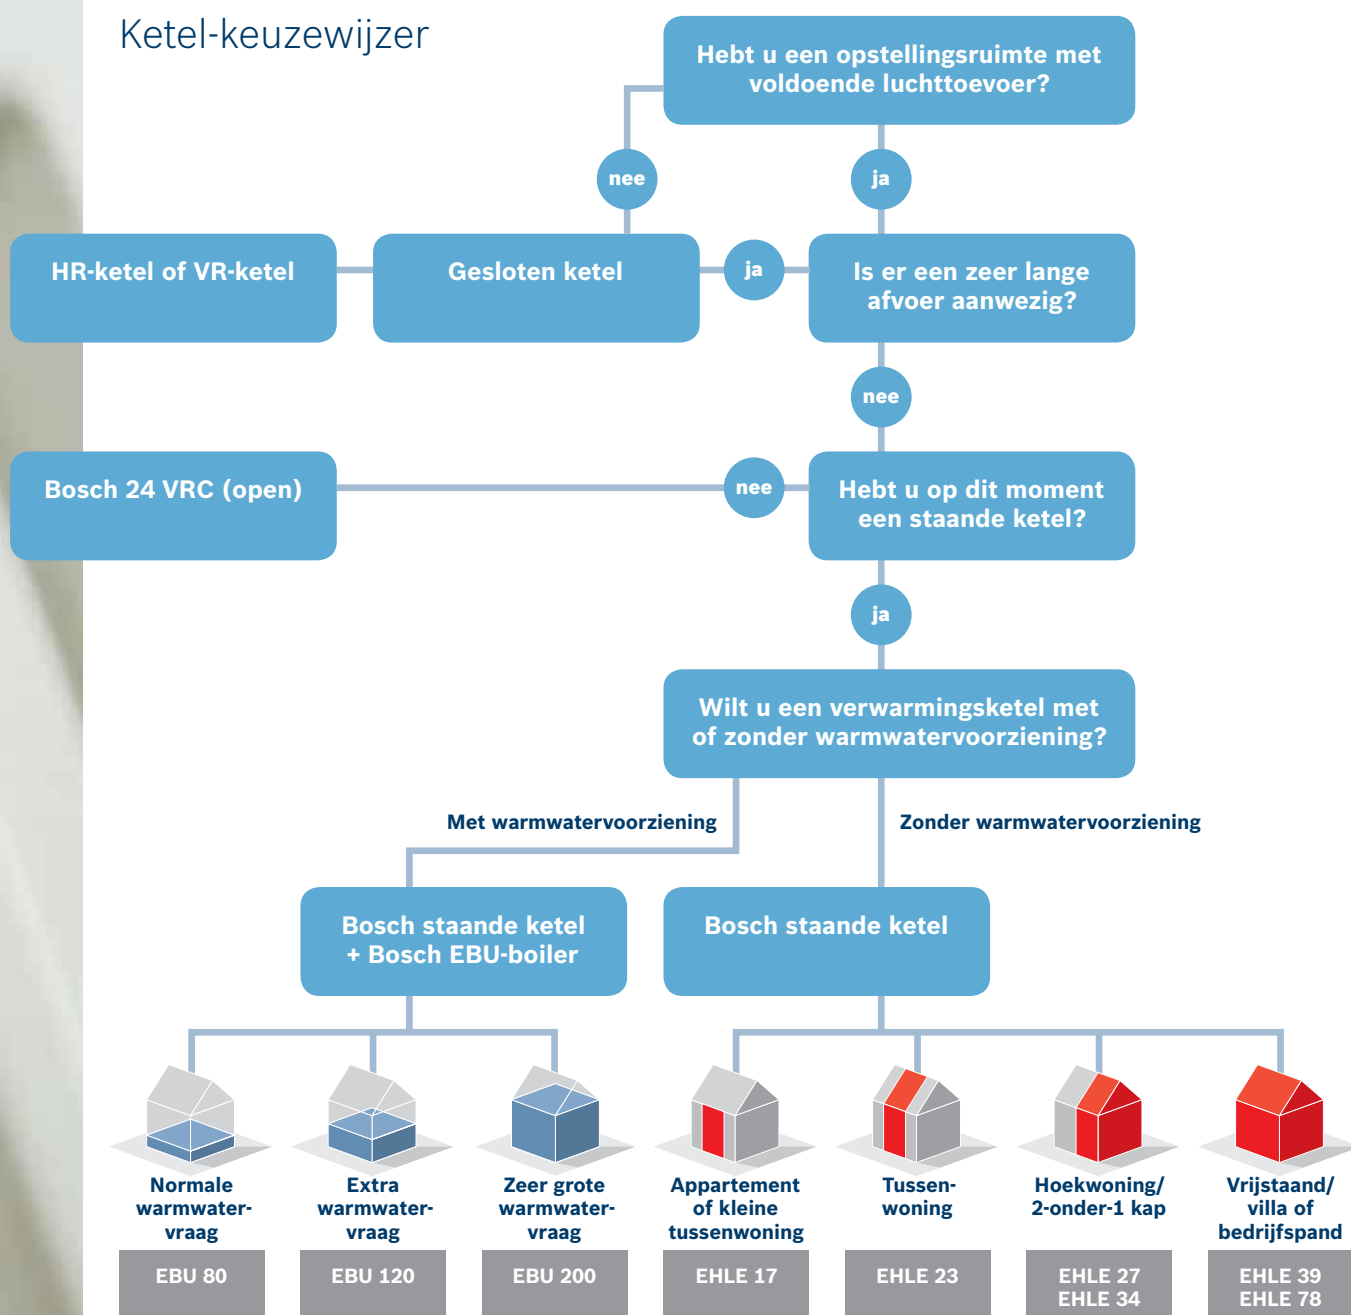 Ketel-keuzewijzer
Hebt u een opstellingsruimte met
voldoende luchttoevoer?
nee
ja
HR-ketel of VR-ketel
Gesloten ketel
ja
Is er een zeer lange
afvoer aanwezig?
nee
Bosch 24 VRC (open)
nee
Hebt u op dit moment
een staande ketel?
ja
Wilt u een verwarmingsketel met
of zonder warmwatervoorziening?
Met warmwatervoorziening
Zonder warmwatervoorziening
Bosch staande ketel
+ Bosch EBU-boiler
Bosch staande ketel
Normale
warmwater-
vraag
EBU 80
Extra
warmwater-
vraag
EBU 120
Zeer grote
warmwater-
vraag
EBU 200
Appartement
of kleine
tussenwoning
EHLE 17
Tussen-
woning
EHLE 23
Hoekwoning/
2-onder-1 kap
EHLE 27
EHLE 34
Vrijstaand/
villa of
bedrijfspand
EHLE 39
EHLE 78